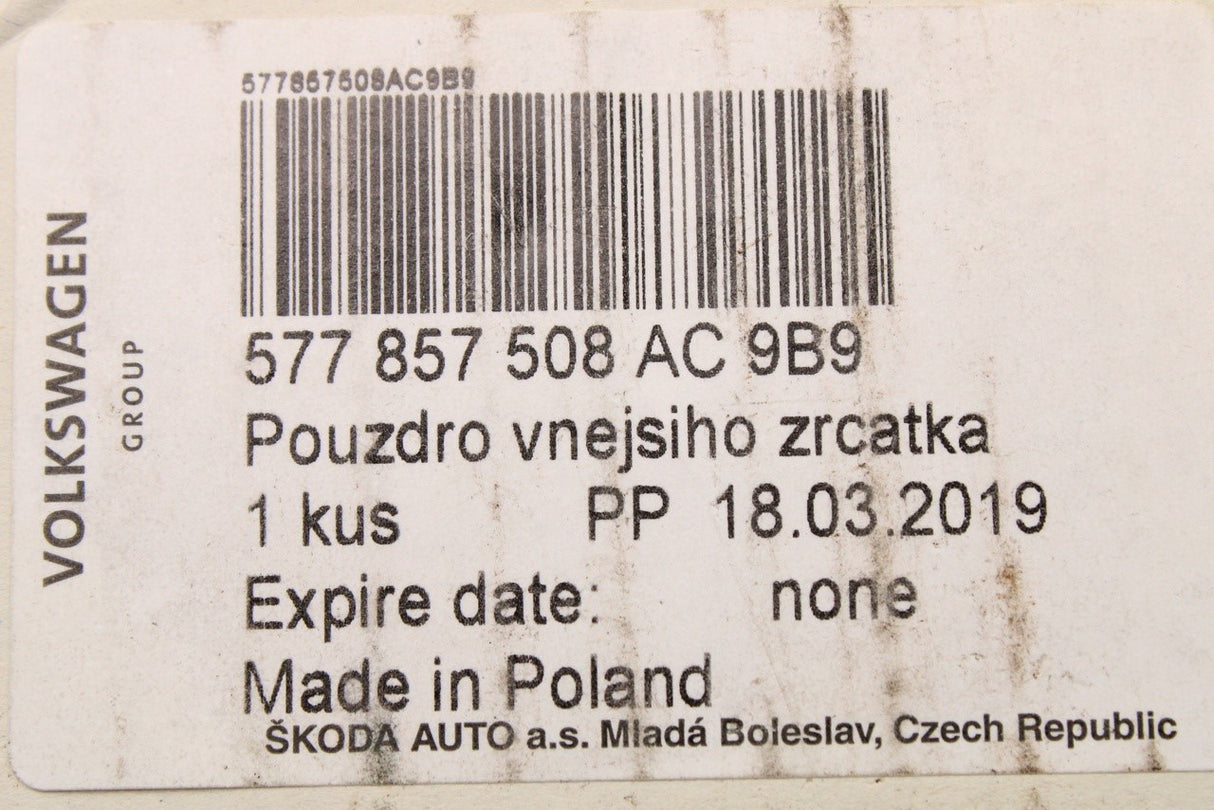 577857508AC9B9
577 857 508 AC 9B9
Pouzdro vnejsiho zrcatka
1 kus PP 18.03.2019
Expire date: none
Made in Poland
ŠKODA AUTO a.s. Mladá Boleslav, Czech Republic
VOLKSWAGEN
GROUP